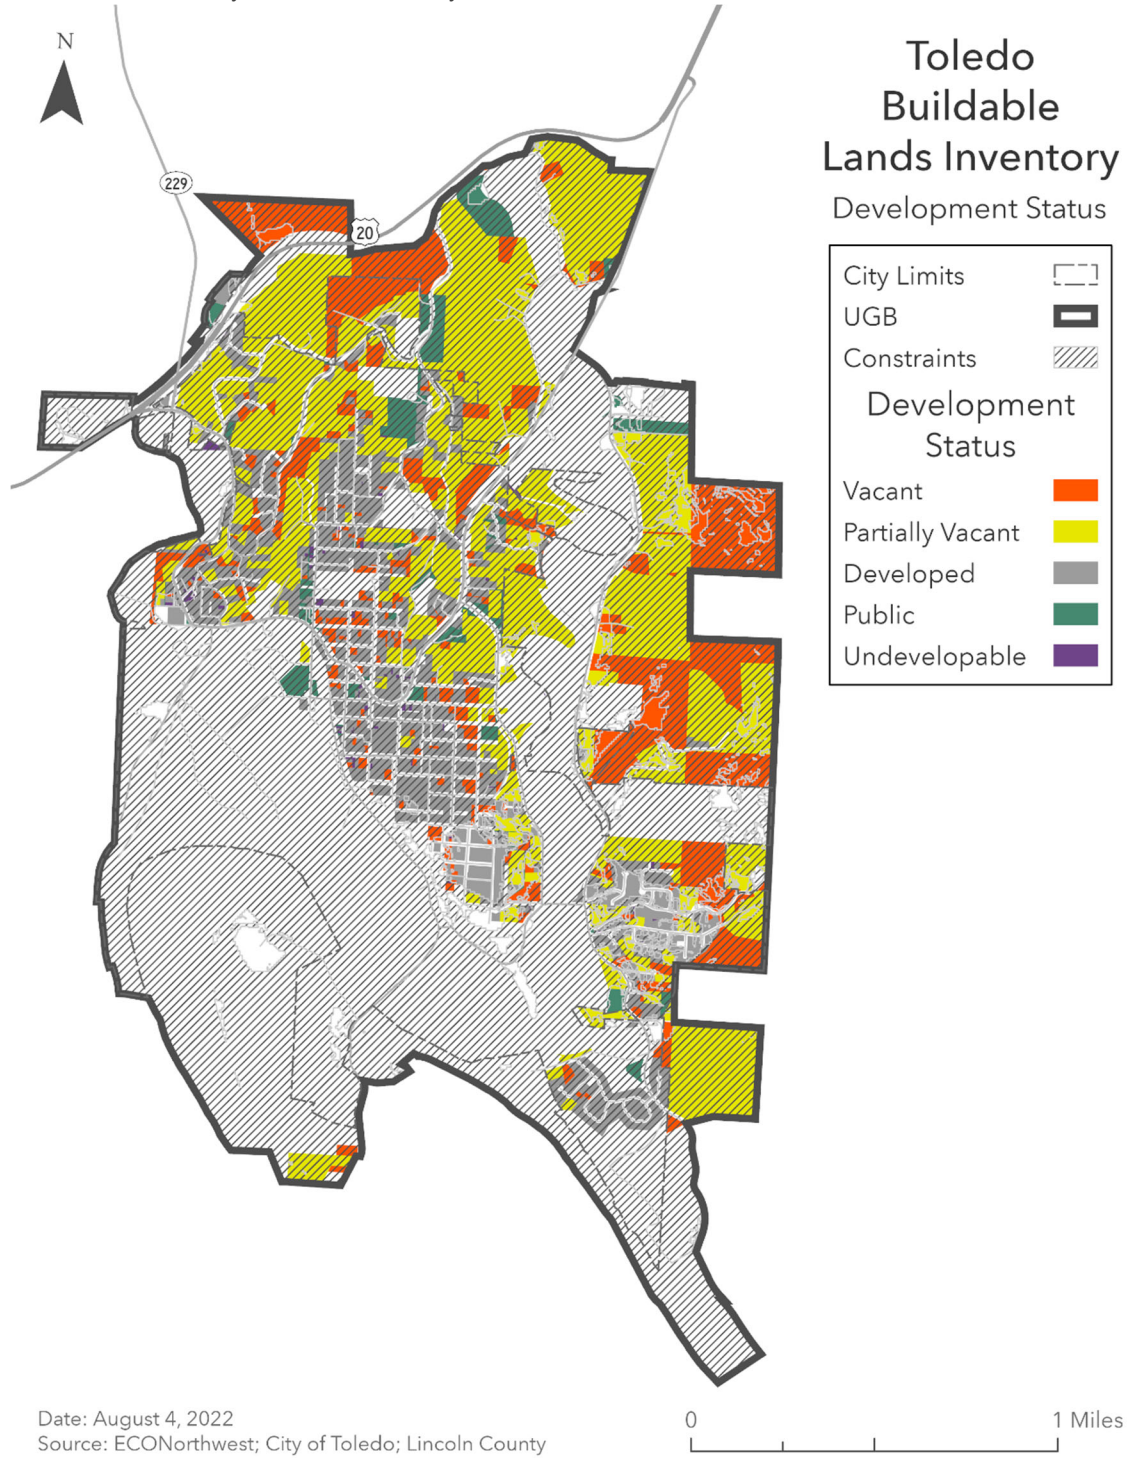 N
Toledo
Buildable
Lands Inventory
Development Status
229
20
City Limits
UGB
Constraints
Development
Status
Vacant
Partially Vacant
Developed
Public
Undevelopable
Date: August 4, 2022
Source: ECONorthwest; City of Toledo; Lincoln County
0
1 Miles